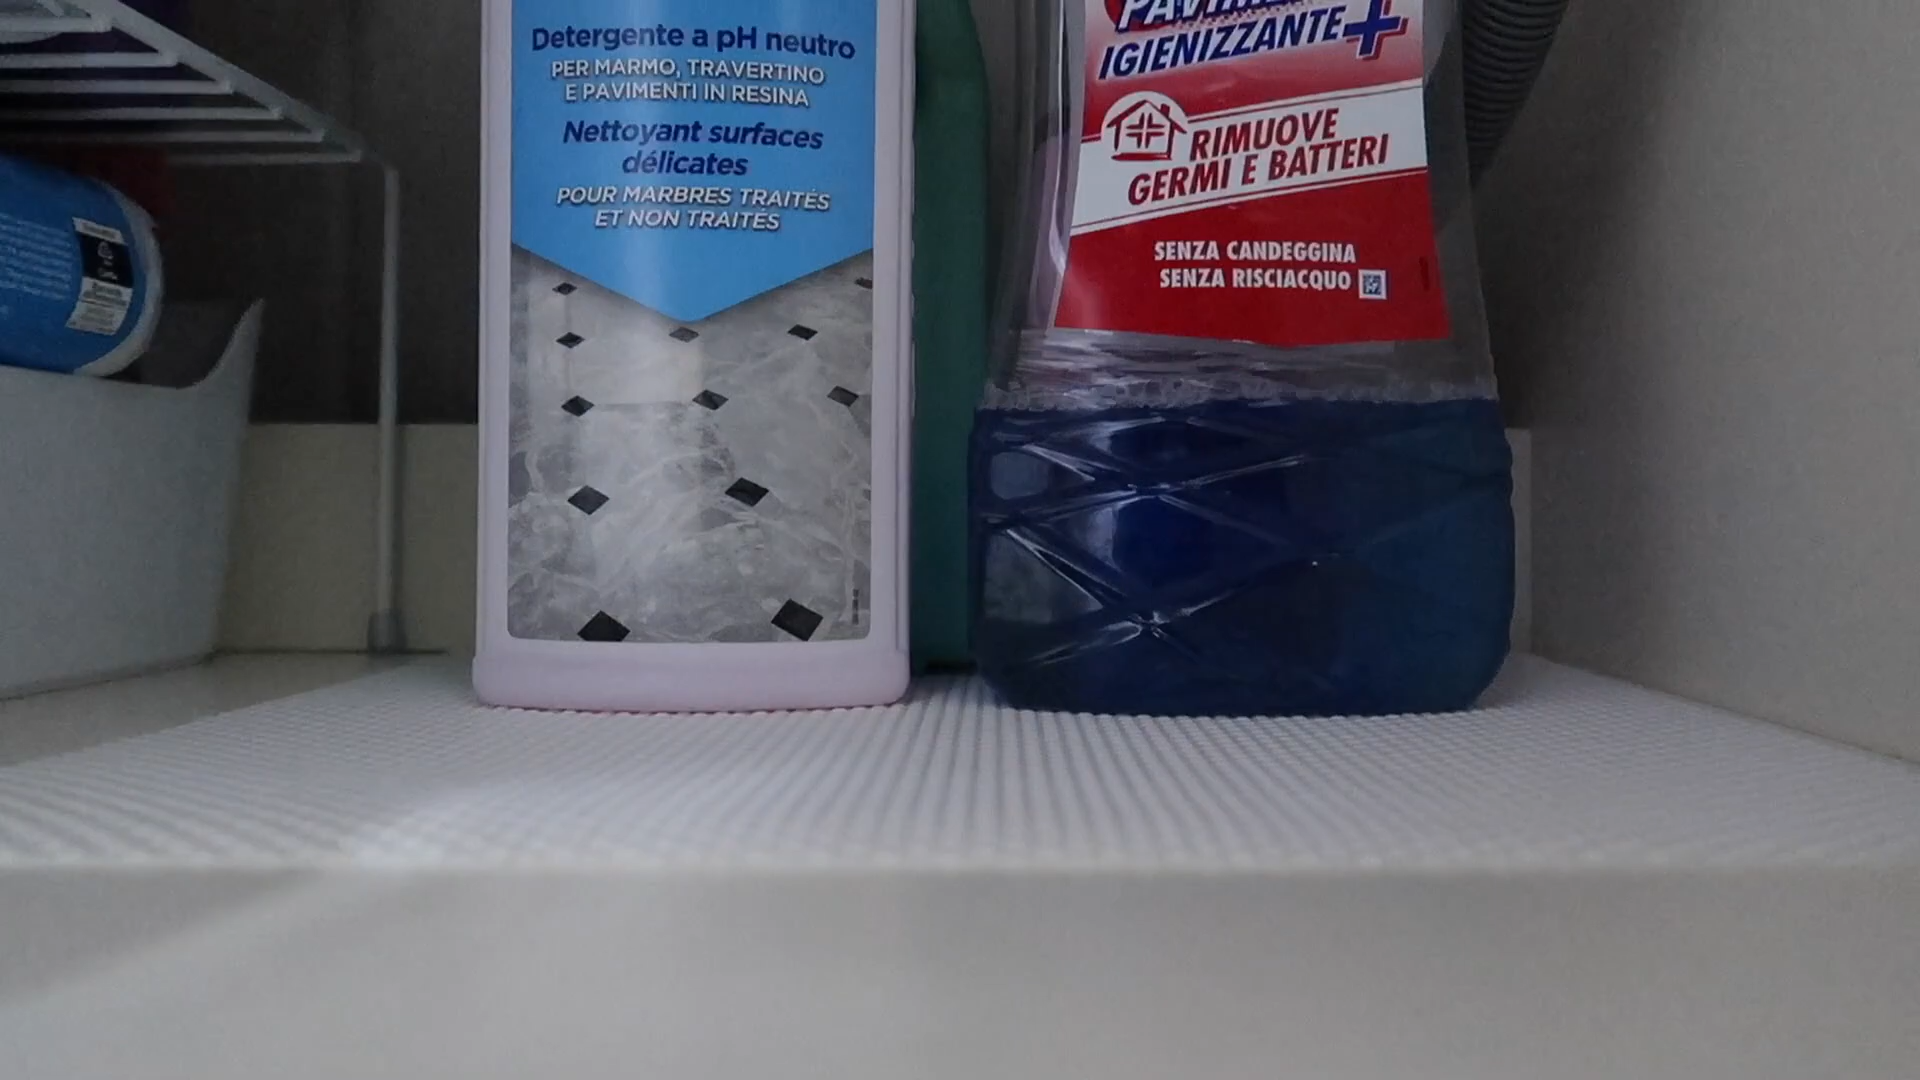 Detergente a pH neutro
PER MARMO, TRAVERTINO
E PAVIMENTI IN RESINA
Nettoyant surfaces
délicates
POUR MARBRES TRAITÉS
ET NON TRAITÉS
IGIENIZZANTE+
RIMUOVE
GERMI E BATTERI
SENZA CANDEGGINA
SENZA RISCIACQUO